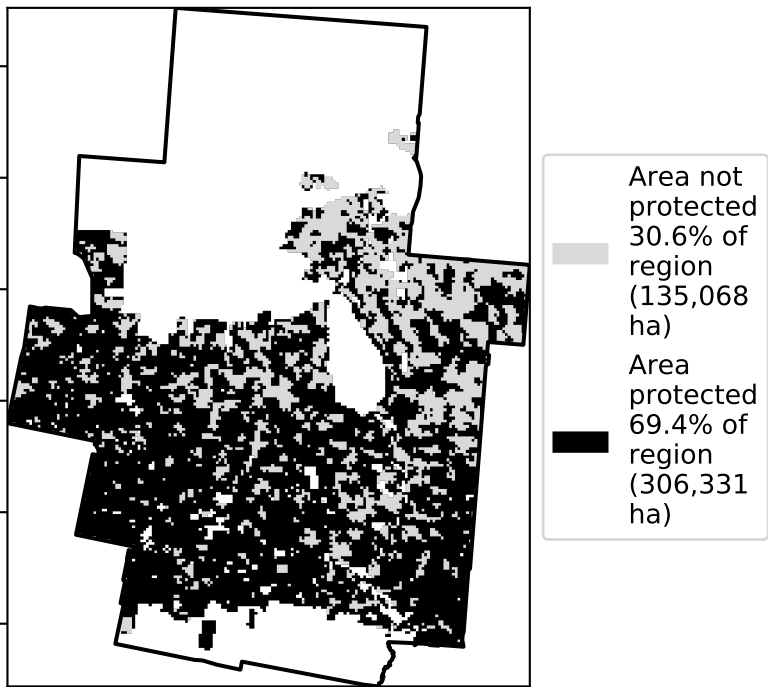 Area not
protected
30.6% of
region
(135,068
ha)
Area
protected
69.4% of
region
(306,331
ha)